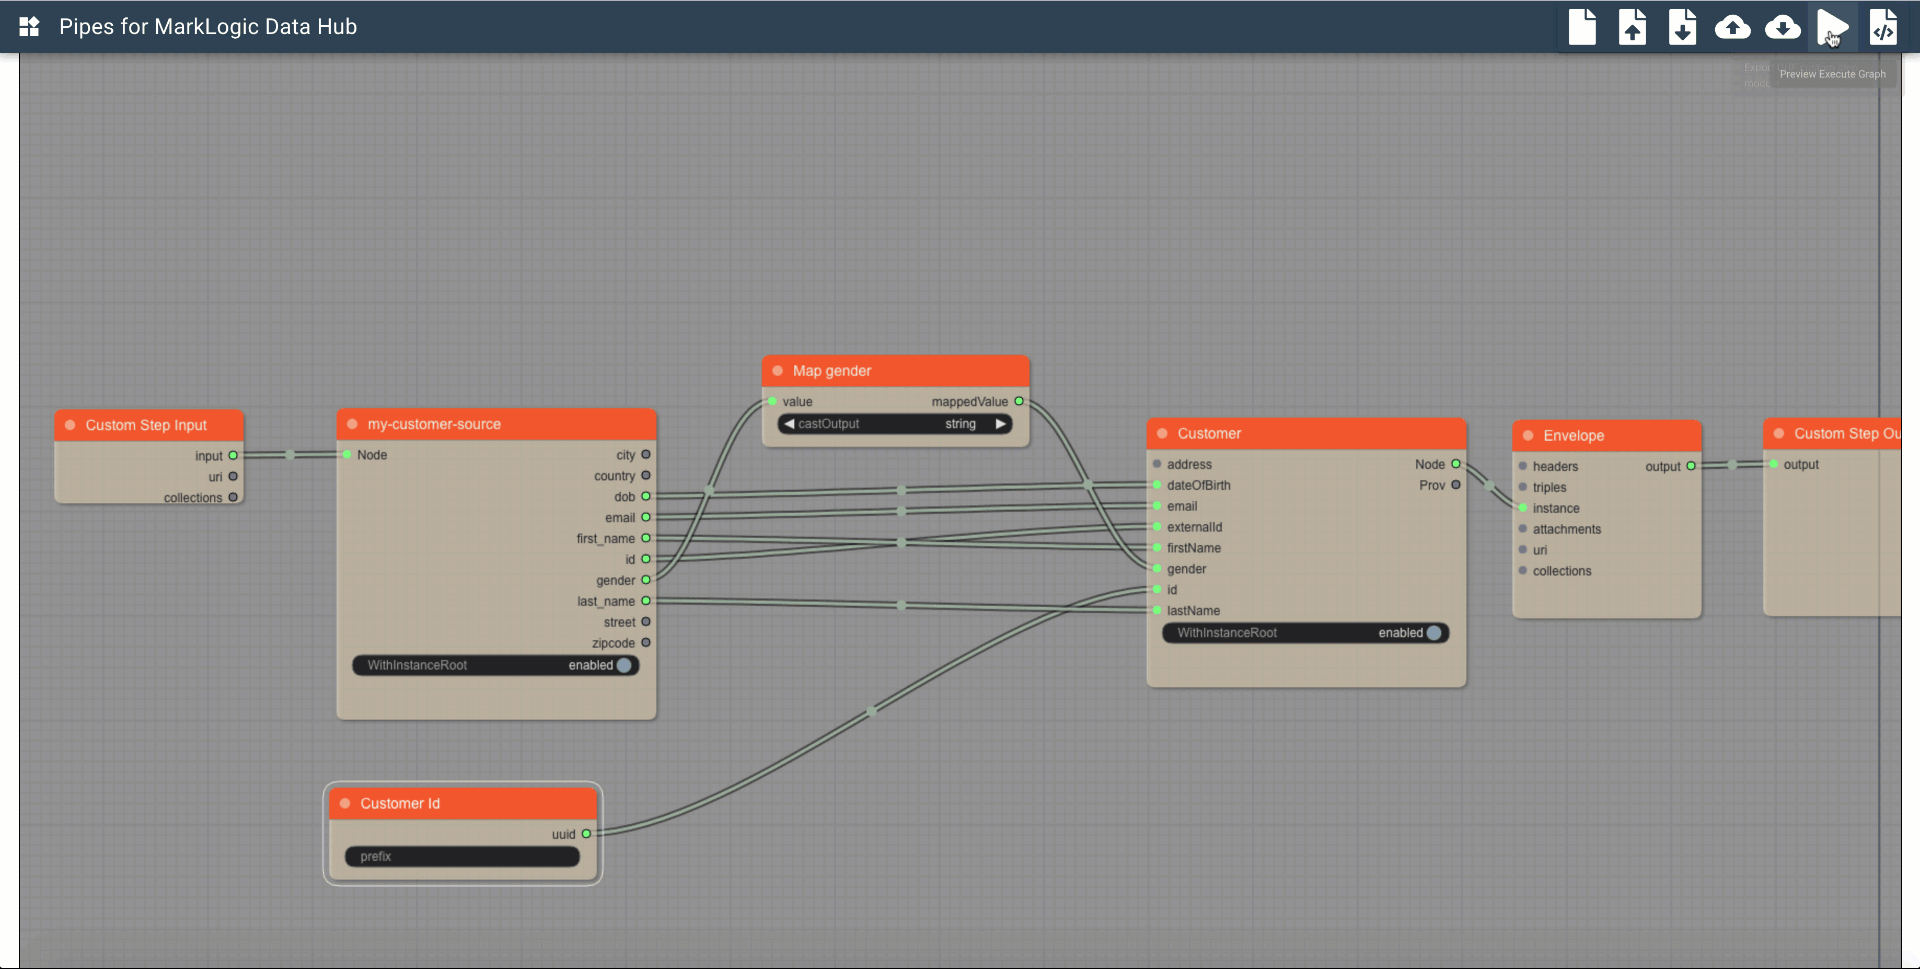 Pipes for MarkLogic Data Hub
Preview Execute Graph
Map gender
value
mappedValue
castOutput
string
Custom Step Input
input
uri
collections
my-customer-source
Node
city
country
dob
email
first_name
id
gender
last_name
street
zipcode
WithInstanceRoot
enabled
Customer
address
Node
dateOfBirth
Prov
email
externalId
firstName
gender
id
lastName
WithInstanceRoot
enabled
Envelope
headers
output
triples
instance
attachments
uri
collections
Custom Step Ou
output
Customer Id
uuid
prefix